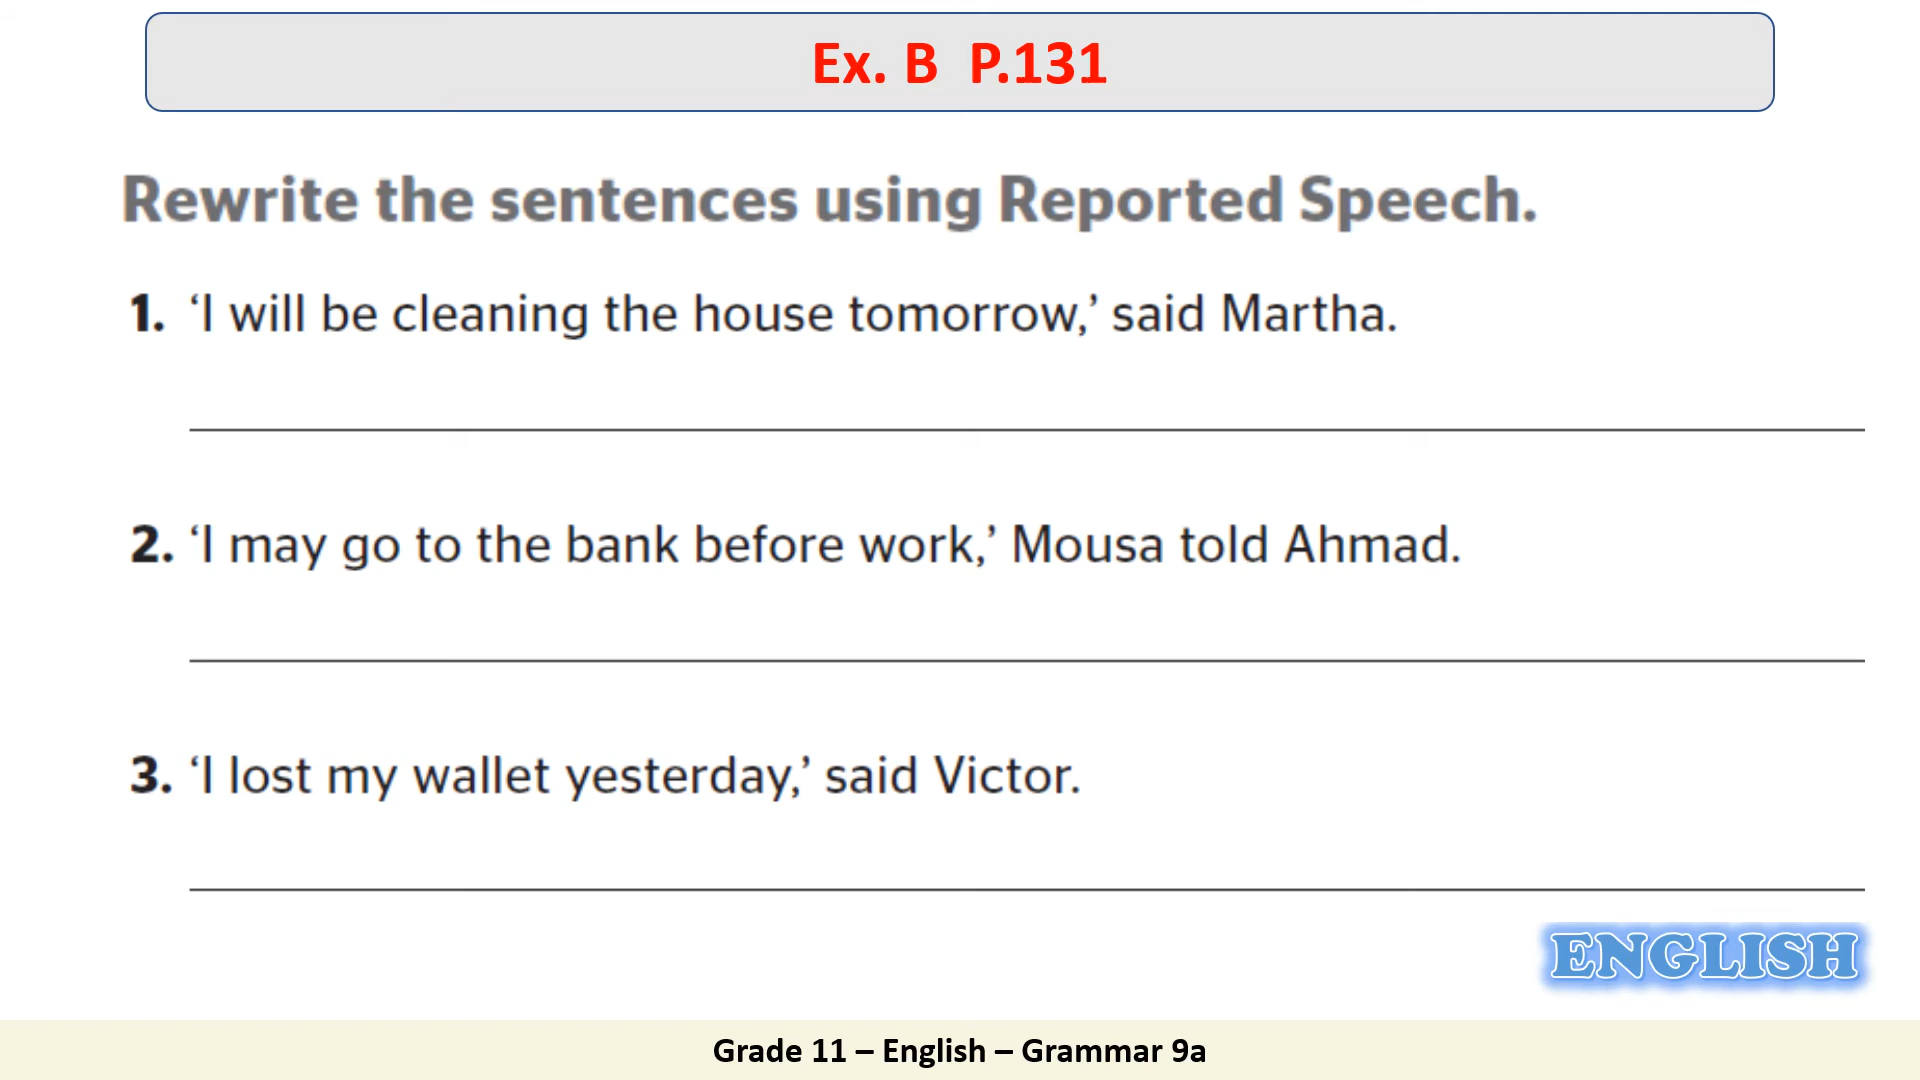 Ex. B  P.131
Rewrite the sentences using Reported Speech.
1. ‘I will be cleaning the house tomorrow,’ said Martha.
2. ‘I may go to the bank before work,’ Mousa told Ahmad.
3. ‘I lost my wallet yesterday,’ said Victor.
ENGLISH
Grade 11 – English – Grammar 9a